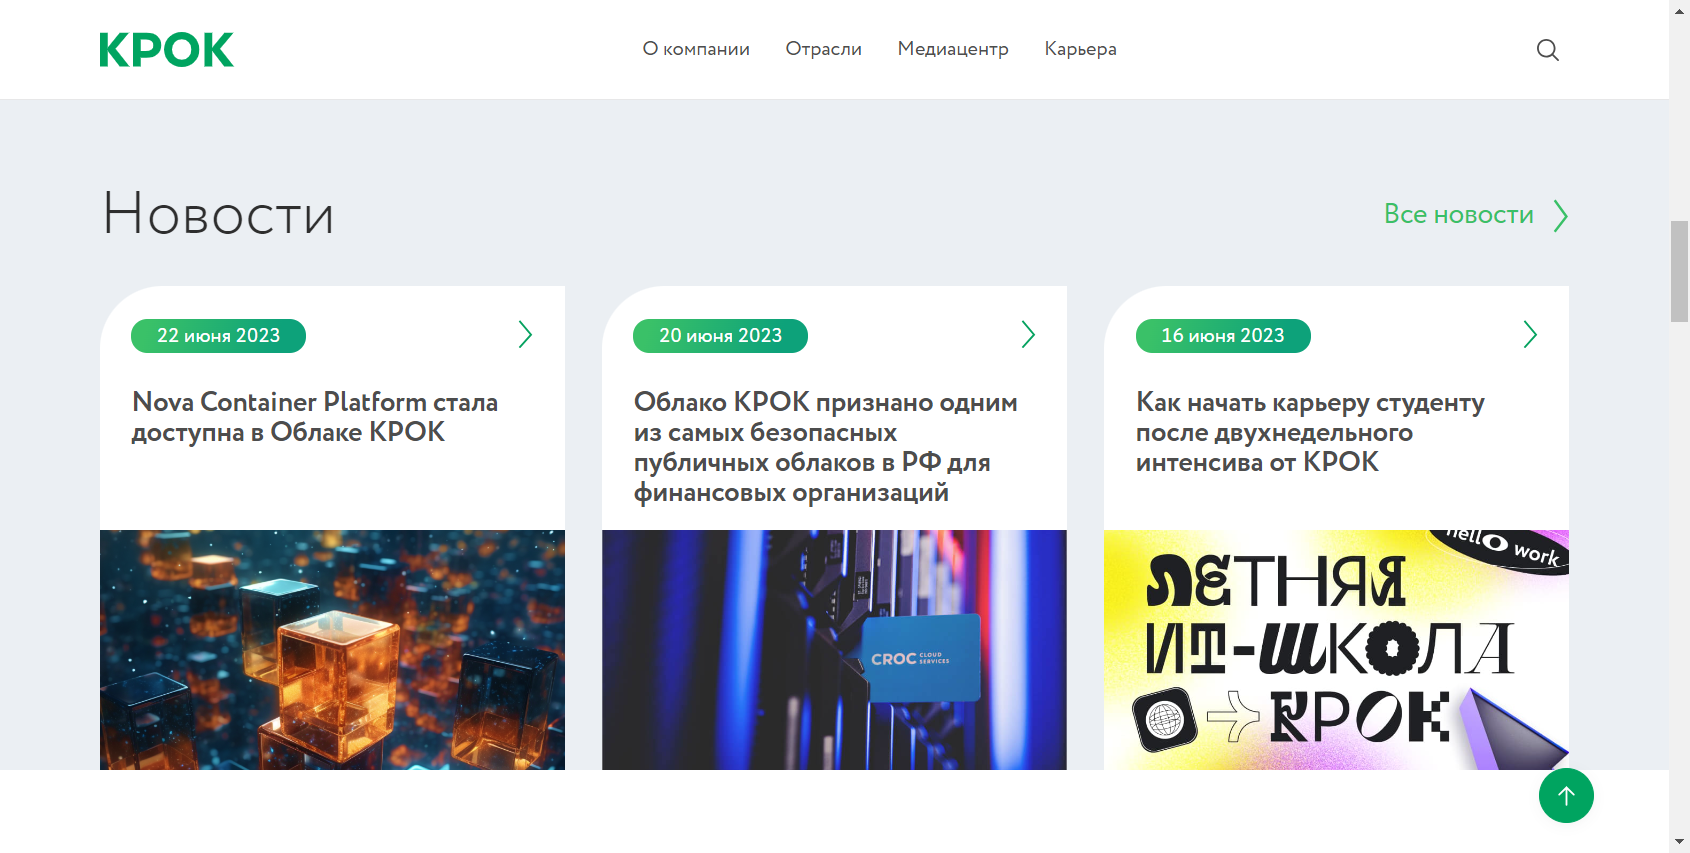 КРОК
О компании Отрасли Медиацентр Карьера
Новости
Все новости
22 июня 2023
Nova Container Platform стала
доступна в Облаке КРОК
20 июня 2023
Облако КРОК признано одним
из самых безопасных
публичных облаков в РФ для
финансовых организаций
CROC CLOUD
SERVICES
16 июня 2023
Как начать карьеру студенту
после двухнедельного
интенсива от КРОК
hellO work
ЛЕТНЯЯ
ИТ-ШКОЛА
КРОК